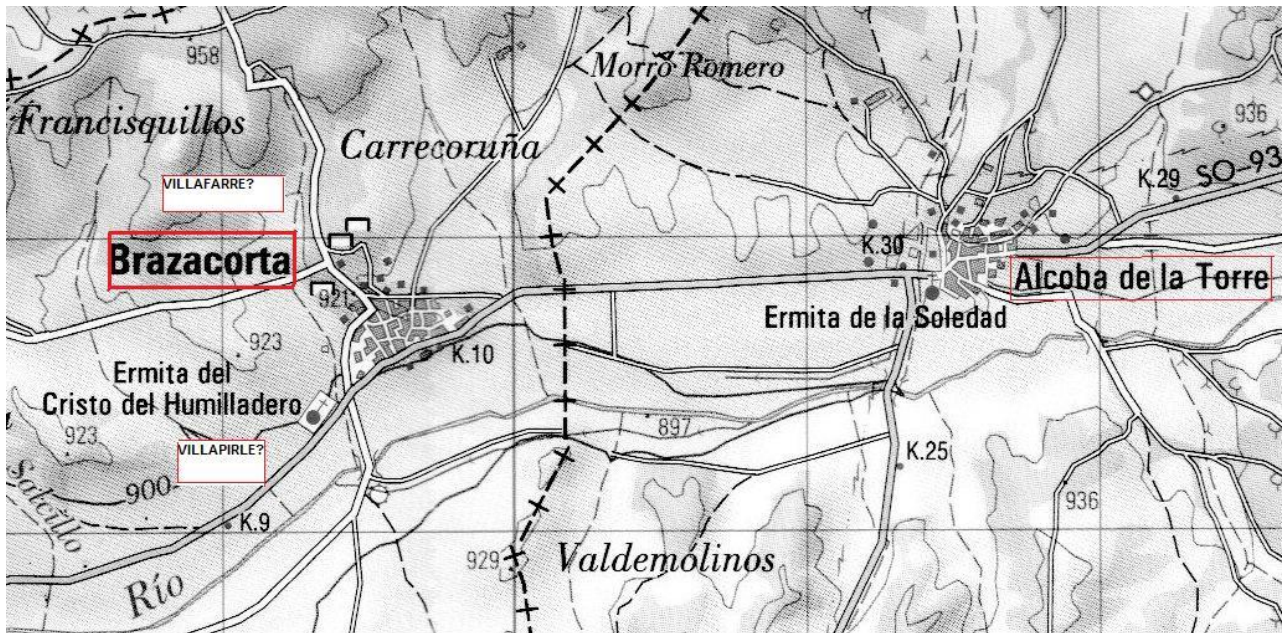 958
Morro Romero
Francisquillos
Carrecoruña
936
K.29
SO-93
VILLAFARRE?
K.30
Brazacorta
Alcoba de la Torre
921
Ermita de la Soledad
923
K.10
Ermita del
Cristo del Humilladero
923
897
VILLAPIRLE?
K.25
Salcillo
900
936
K.9
929
Valdemólinos
Río